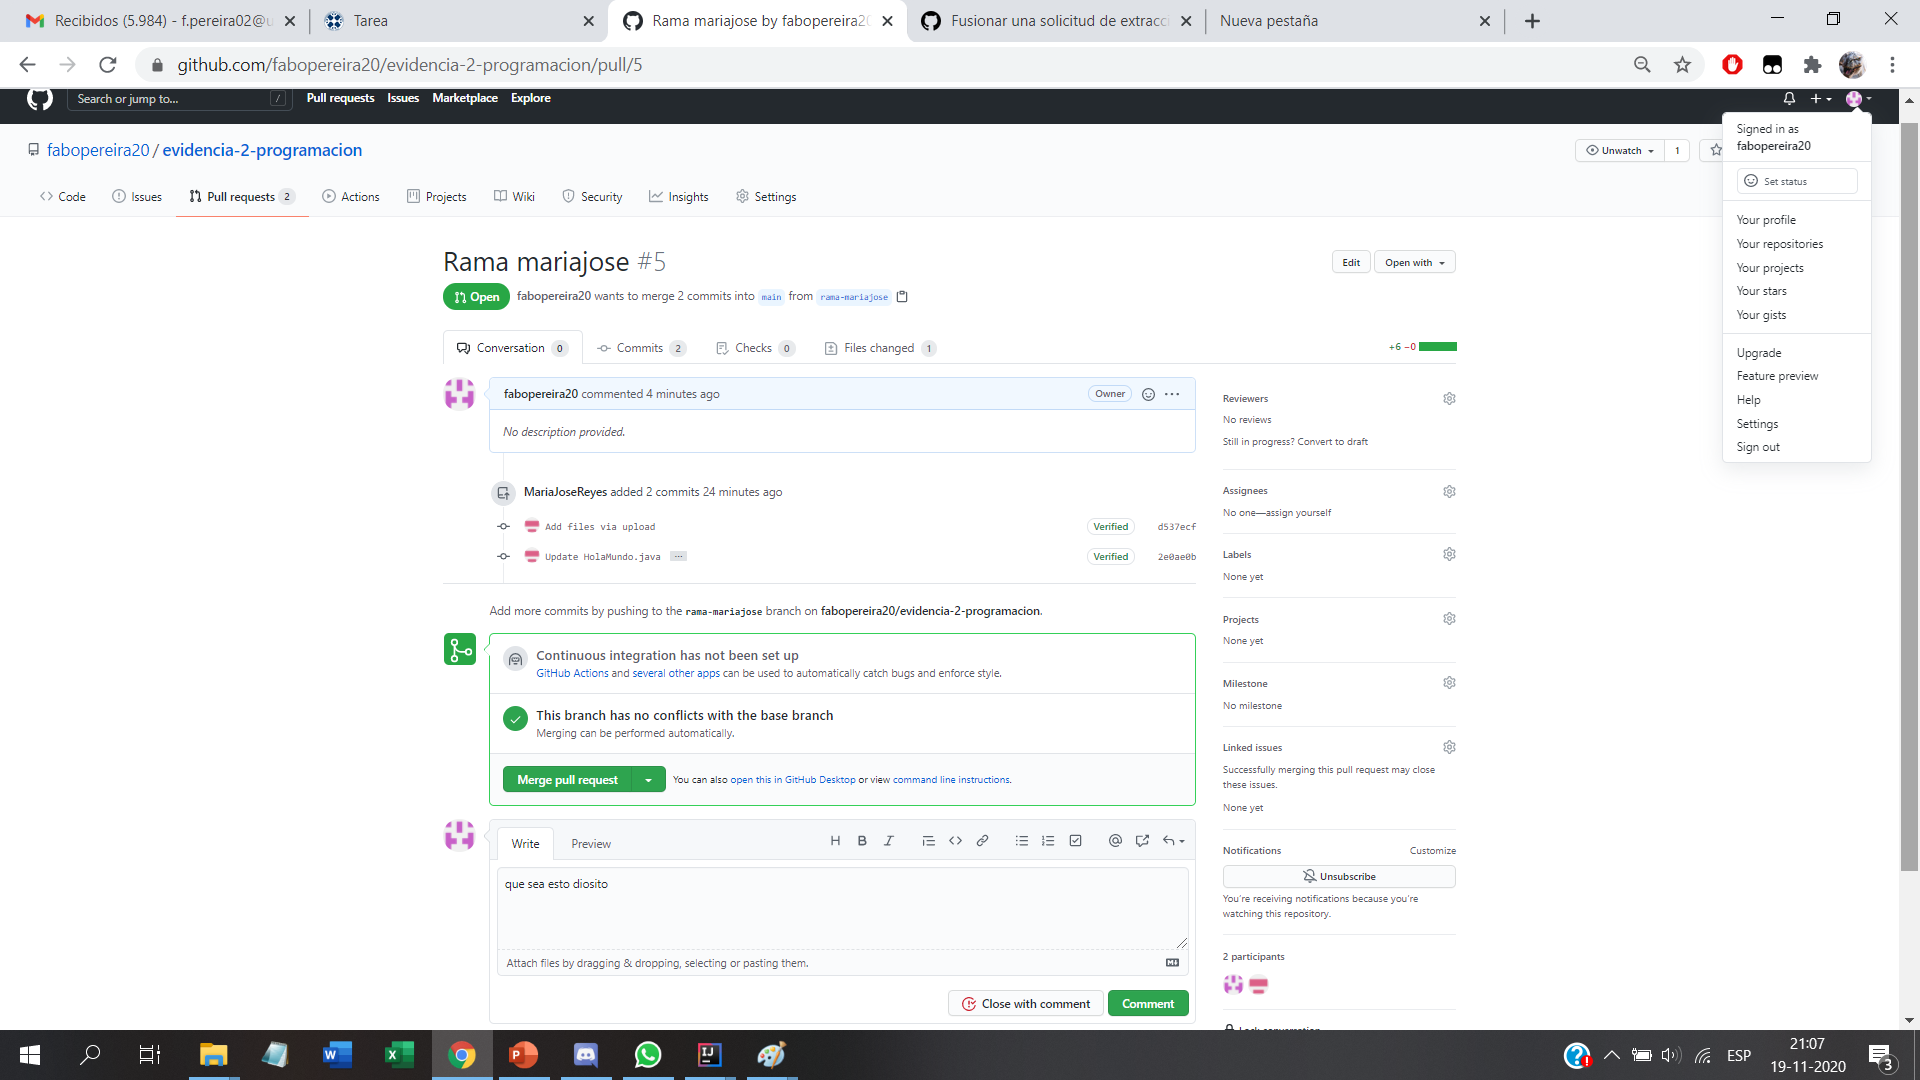 Recibidos (5.984) - f.pereira02@u
Tarea
Rama mariajose by fabopereira20
Fusionar una solicitud de extracci
Nueva pestaña
github.com/fabopereira20/evidencia-2-programacion/pull/5
Search or jump to...
/
Pull requests
Issues
Marketplace
Explore
Signed in as
fabopereira20
Set status
Your profile
Your repositories
Your projects
Your stars
Your gists
Upgrade
Feature preview
Help
Settings
Sign out
fabopereira20 / evidencia-2-programacion
Unwatch
1
Code
Issues
Pull requests 2
Actions
Projects
Wiki
Security
Insights
Settings
Rama mariajose #5
Edit
Open with
Open
fabopereira20 wants to merge 2 commits into main from rama-mariajose
Conversation 0
Commits 2
Checks 0
Files changed 1
+6 −0
fabopereira20 commented 4 minutes ago
Owner
No description provided.
MariaJoseReyes added 2 commits 24 minutes ago
Add files via upload
Verified
d537ecf
Update HolaMundo.java
Verified
2e0ae0b
Add more commits by pushing to the rama-mariajose branch on fabopereira20/evidencia-2-programacion.
Continuous integration has not been set up
GitHub Actions and several other apps can be used to automatically catch bugs and enforce style.
This branch has no conflicts with the base branch
Merging can be performed automatically.
Merge pull request
You can also open this in GitHub Desktop or view command line instructions.
Write
Preview
H B I
que sea esto diosito
Attach files by dragging & dropping, selecting or pasting them.
Close with comment
Comment
Reviewers
No reviews
Still in progress? Convert to draft
Assignees
No one—assign yourself
Labels
None yet
Projects
None yet
Milestone
No milestone
Linked issues
Successfully merging this pull request may close
these issues.
None yet
Notifications
Customize
Unsubscribe
You're receiving notifications because you're
watching this repository.
2 participants
Lock conversation
ESP
21:07
19-11-2020
3